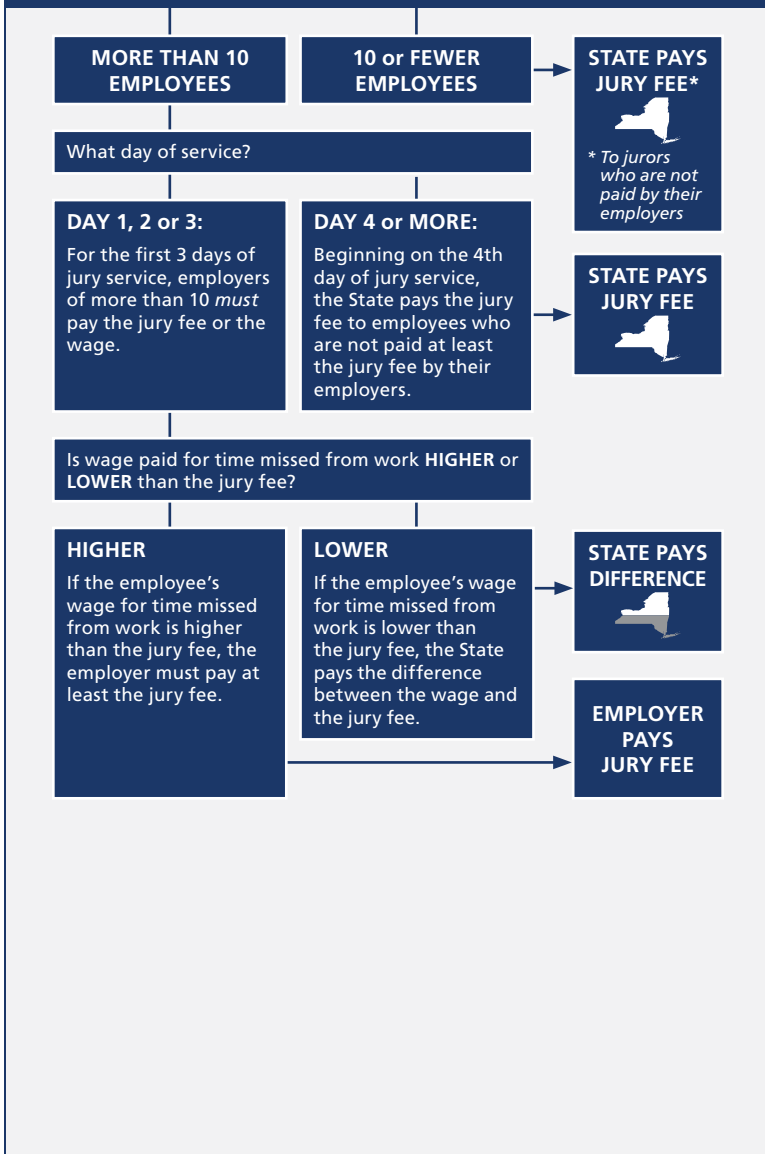 MORE THAN 10
EMPLOYEES
10 or FEWER
EMPLOYEES
STATE PAYS
JURY FEE*
* To jurors
who are not
paid by their
employers
What day of service?
DAY 1, 2 or 3:
For the first 3 days of
jury service, employers
of more than 10 must
pay the jury fee or the
wage.
DAY 4 or MORE:
Beginning on the 4th
day of jury service,
the State pays the jury
fee to employees who
are not paid at least
the jury fee by their
employers.
STATE PAYS
JURY FEE
Is wage paid for time missed from work HIGHER or
LOWER than the jury fee?
HIGHER
If the employee's
wage for time missed
from work is higher
than the jury fee, the
employer must pay at
least the jury fee.
LOWER
If the employee's wage
for time missed from
work is lower than
the jury fee, the State
pays the difference
between the wage and
the jury fee.
STATE PAYS
DIFFERENCE
EMPLOYER
PAYS
JURY FEE